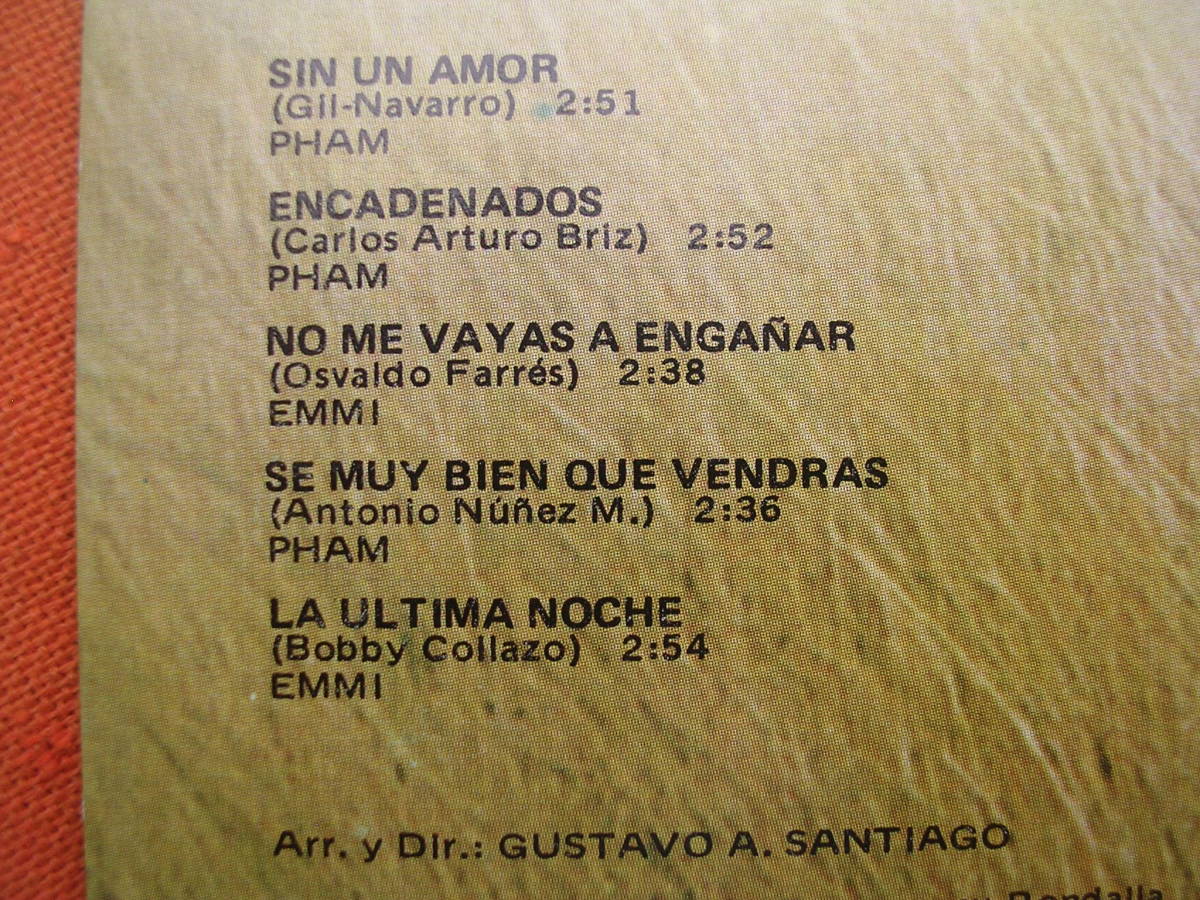 SIN UN AMOR
(Gil-Navarro) 2:51
PHAM
ENCADENADOS
(Carlos Arturo Briz) 2:52
PHAM
NO ME VAYAS A ENGAÑAR
(Osvaldo Farrés) 2:38
EMMI
SE MUY BIEN QUE VENDRAS
(Antonio Núñez M.) 2:36
PHAM
LA ULTIMA NOCHE
(Bobby Collazo) 2:54
EMMI
Arr. y Dir.: GUSTAVO A. SANTIAGO
Rondalla